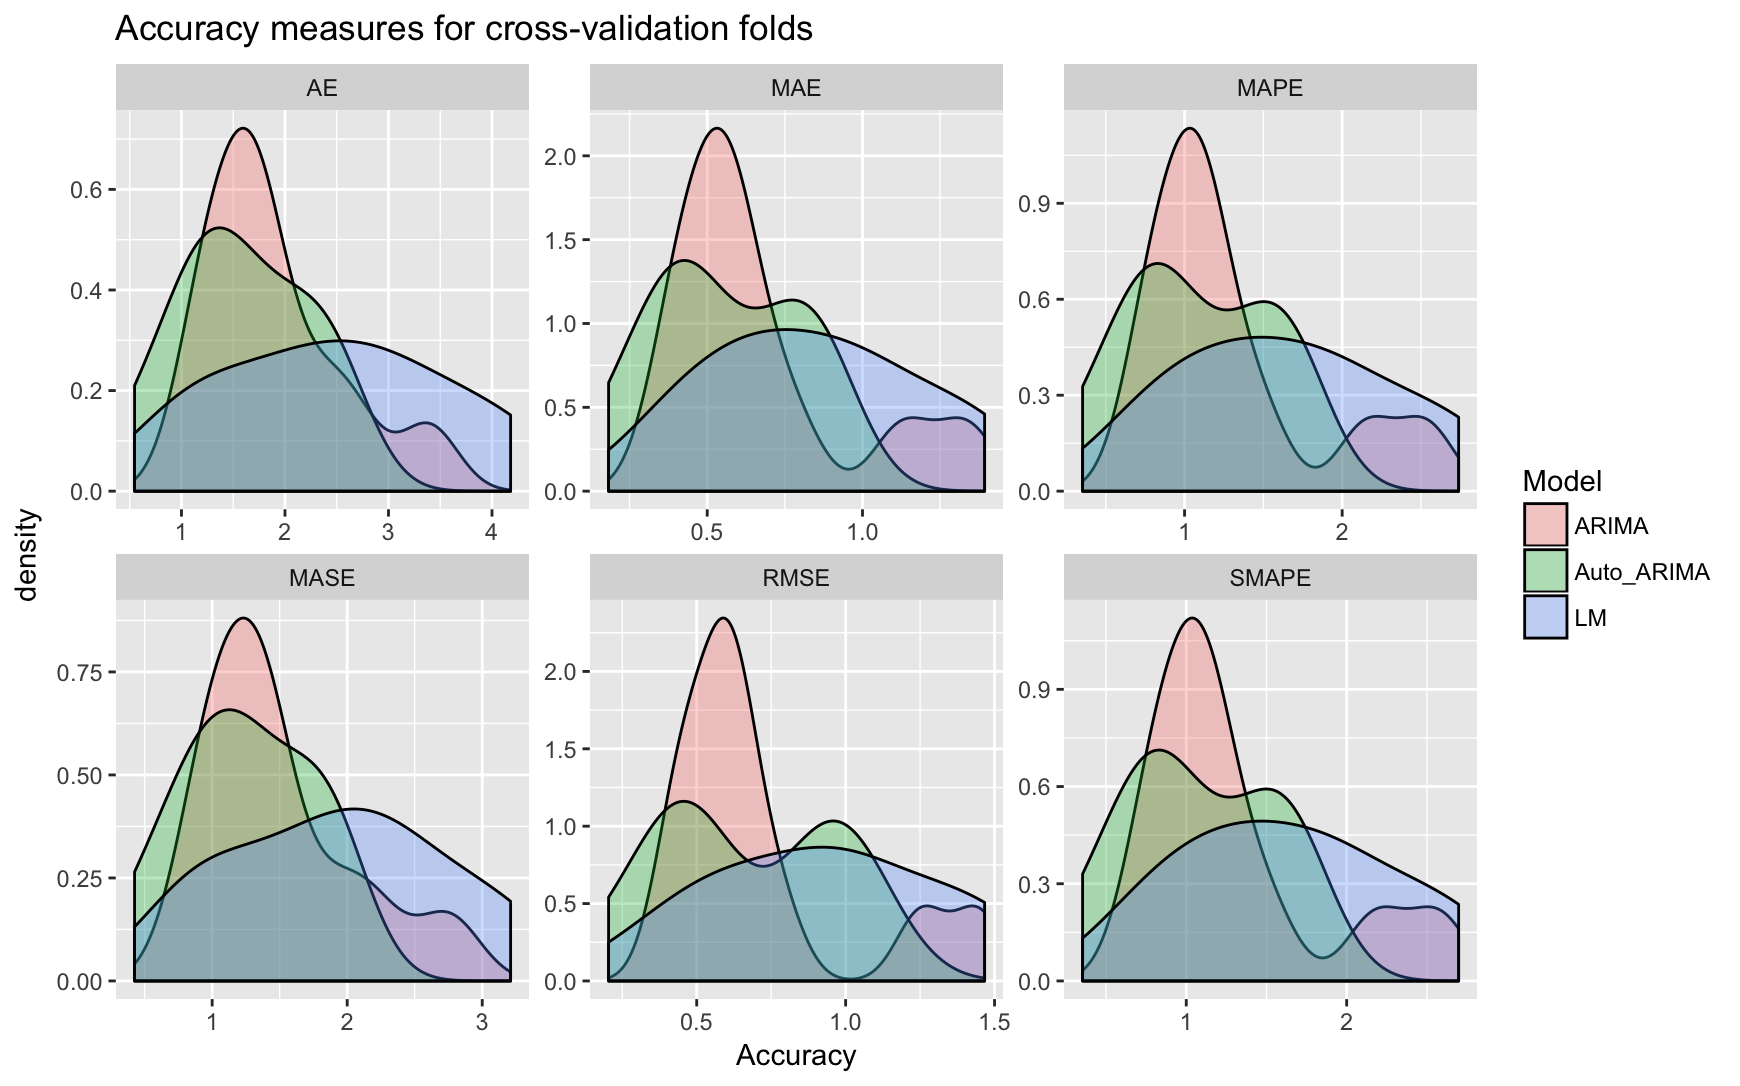 Accuracy measures for cross-validation folds
AE
MAE
MAPE
0.6
0.4
0.2
0.0
2.0
1.5
1.0
0.5
0.0
0.9
0.6
0.3
0.0
1 2 3 4
0.5 1.0
1 2
MASE
RMSE
SMAPE
0.75
0.50
0.25
0.00
2.0
1.5
1.0
0.5
0.0
0.9
0.6
0.3
0.0
1 2 3
0.5 1.0 1.5
1 2
density
Accuracy
Model
ARIMA
Auto_ARIMA
LM